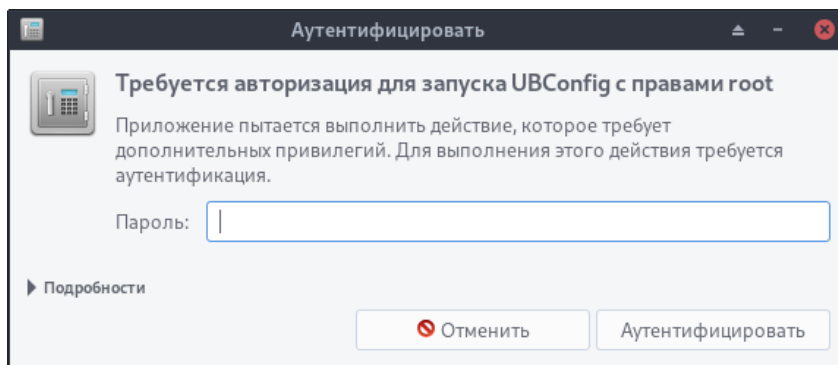 Аутентифицировать
Требуется авторизация для запуска UBConfig с правами root
Приложение пытается выполнить действие, которое требует
дополнительных привилегий. Для выполнения этого действия требуется
аутентификация.
Пароль:
Подробности
Отменить
Аутентифицировать